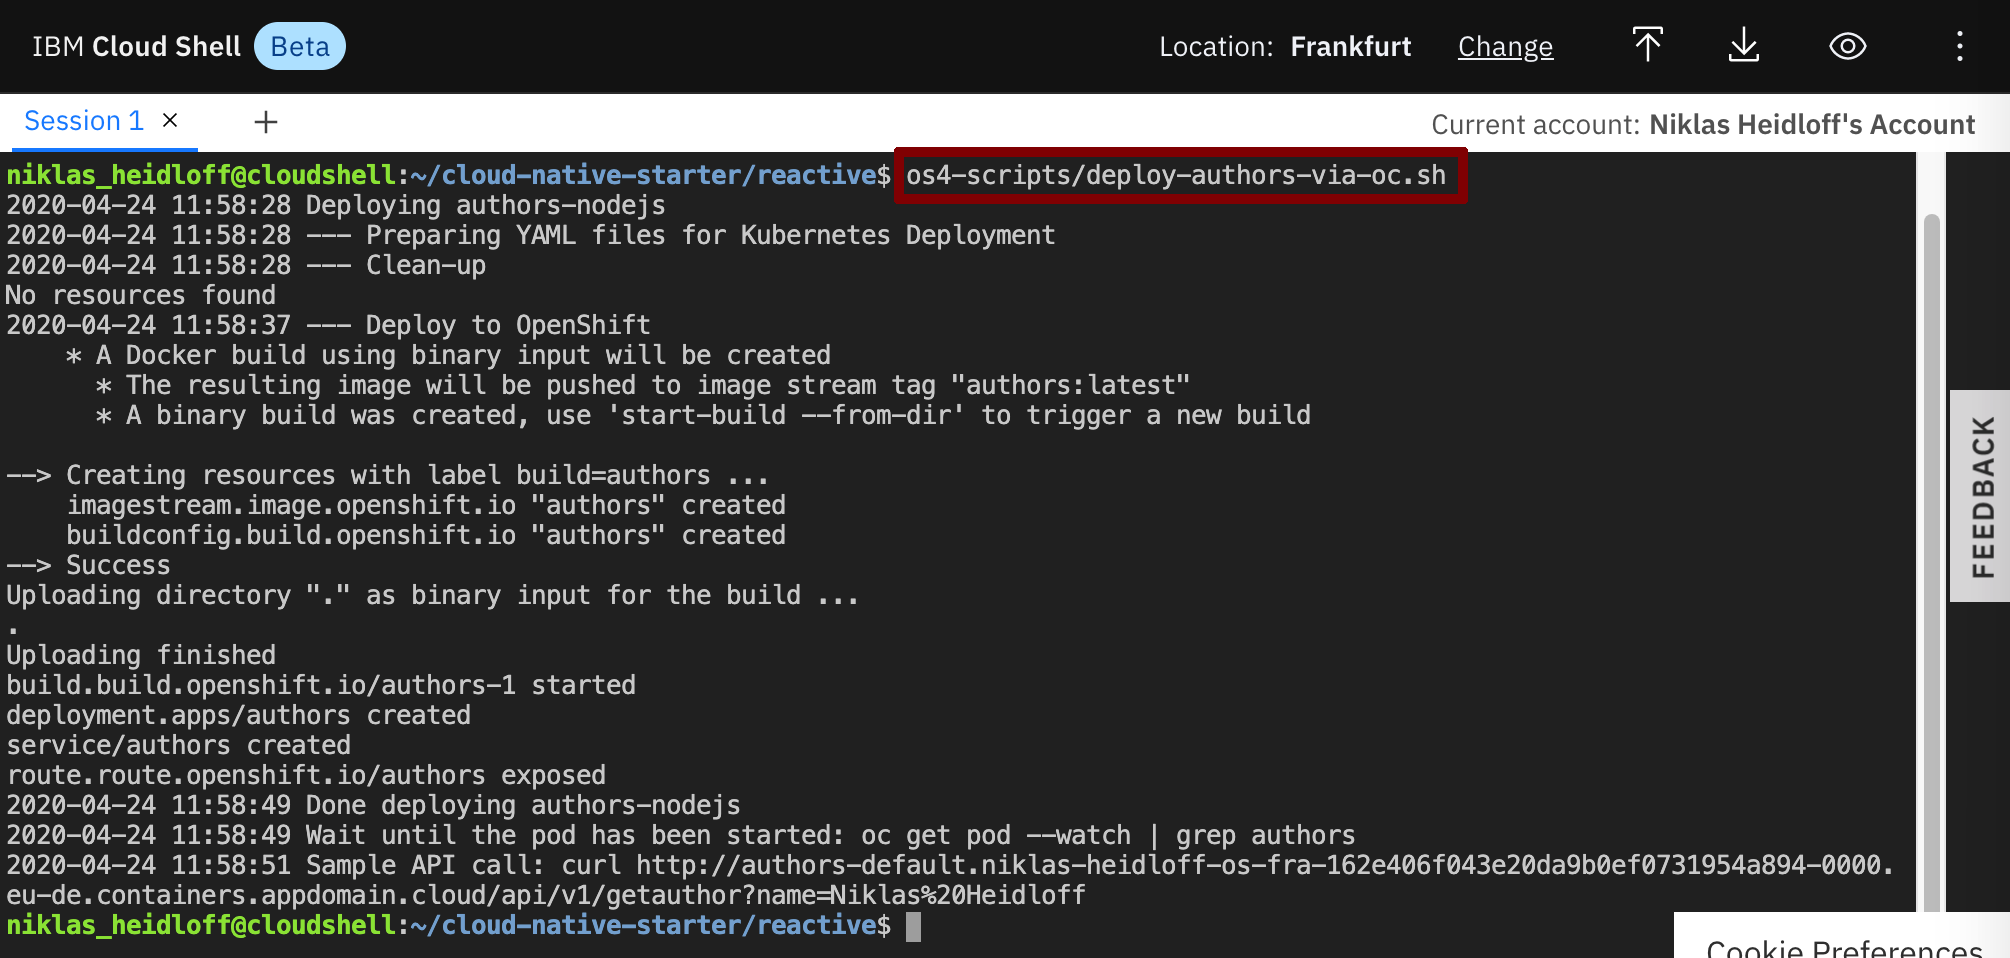 IBM Cloud Shell Beta Location: Frankfurt Change
Session 1 × + Current account: Niklas Heidloff's Account
niklas_heidloff@cloudshell:~/cloud-native-starter/reactive$ os4-scripts/deploy-authors-via-oc.sh
2020-04-24 11:58:28 Deploying authors-nodejs
2020-04-24 11:58:28 --- Preparing YAML files for Kubernetes Deployment
2020-04-24 11:58:28 --- Clean-up
No resources found
2020-04-24 11:58:37 --- Deploy to OpenShift
    * A Docker build using binary input will be created
      * The resulting image will be pushed to image stream tag "authors:latest"
      * A binary build was created, use 'start-build --from-dir' to trigger a new build
--> Creating resources with label build=authors ...
    imagestream.image.openshift.io "authors" created
    buildconfig.build.openshift.io "authors" created
--> Success
Uploading directory "." as binary input for the build ...
.
Uploading finished
build.build.openshift.io/authors-1 started
deployment.apps/authors created
service/authors created
route.route.openshift.io/authors exposed
2020-04-24 11:58:49 Done deploying authors-nodejs
2020-04-24 11:58:49 Wait until the pod has been started: oc get pod --watch | grep authors
2020-04-24 11:58:51 Sample API call: curl http://authors-default.niklas-heidloff-os-fra-162e406f043e20da9b0ef0731954a894-0000.
eu-de.containers.appdomain.cloud/api/v1/getauthor?name=Niklas%20Heidloff
niklas_heidloff@cloudshell:~/cloud-native-starter/reactive$
FEEDBACK
Cookie Preferences